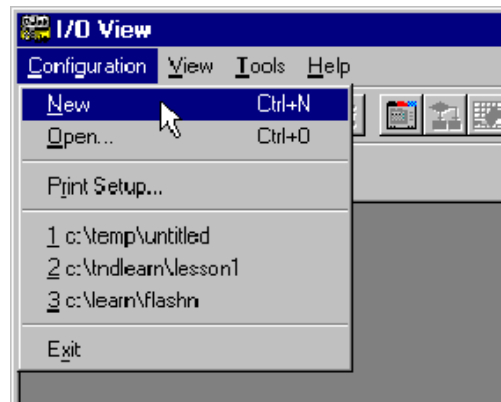 I/O View
Configuration View Tools Help
New Ctrl+N
Open... Ctrl+O
Print Setup...
1 c:\temp\untitled
2 c:\tndlearn\lesson1
3 c:\learn\flashn
Exit